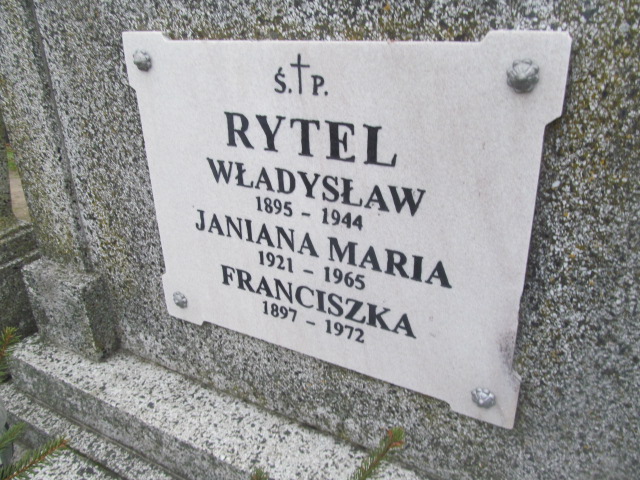 Ś.†P.
RYTEL
WŁADYSŁAW
1895 - 1944
JANIANA MARIA
1921 - 1965
FRANCISZKA
1897 - 1972